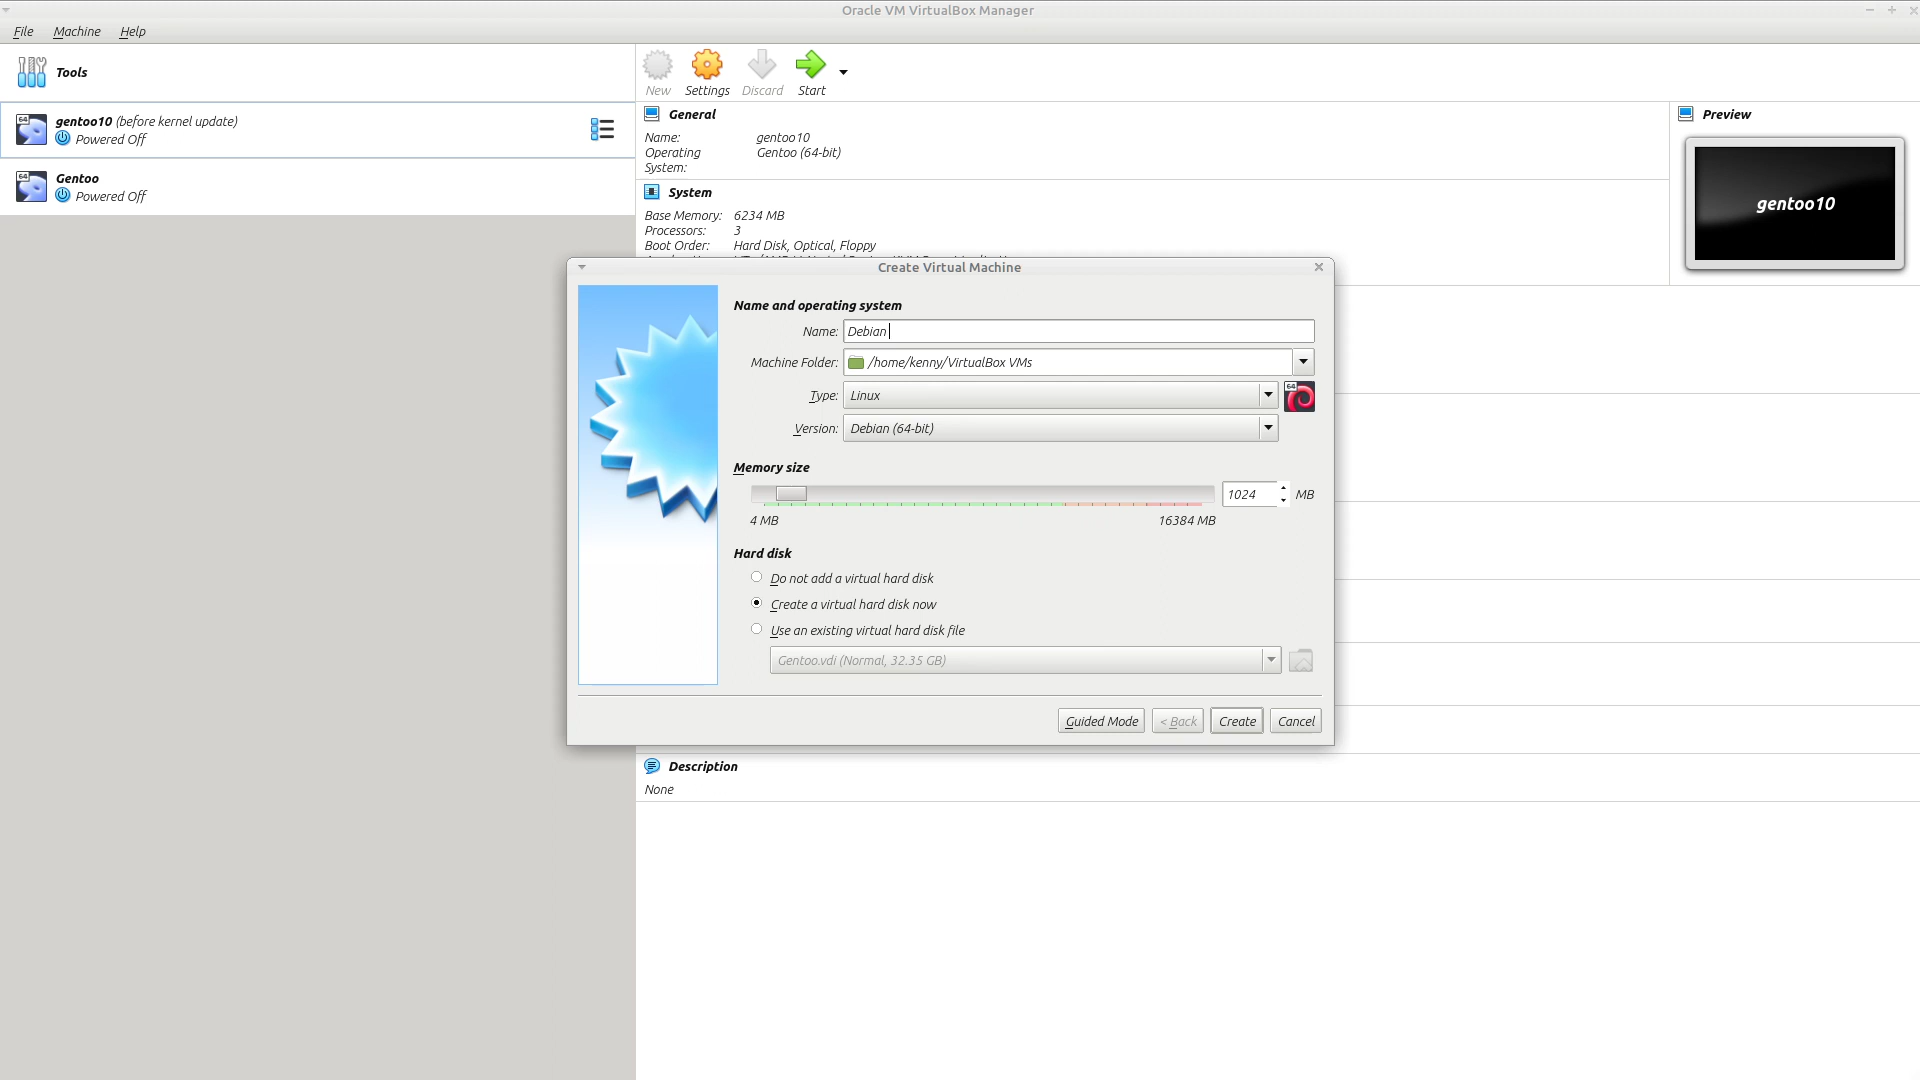 Oracle VM VirtualBox Manager
File Machine Help
Tools
New Settings Discard Start
gentoo10 (before kernel update)
Powered Off
Gentoo
Powered Off
General
Name: gentoo10
Operating System: Gentoo (64-bit)
System
Base Memory: 6234 MB
Processors: 3
Boot Order: Hard Disk, Optical, Floppy
Preview
gentoo10
Create Virtual Machine
Name and operating system
Name: Debian
Machine Folder: /home/kenny/VirtualBox VMs
Type: Linux
64
Version: Debian (64-bit)
Memory size
1024 MB
4 MB 16384 MB
Hard disk
Do not add a virtual hard disk
Create a virtual hard disk now
Use an existing virtual hard disk file
Gentoo.vdi (Normal, 32.35 GB)
Guided Mode < Back Create Cancel
Description
None